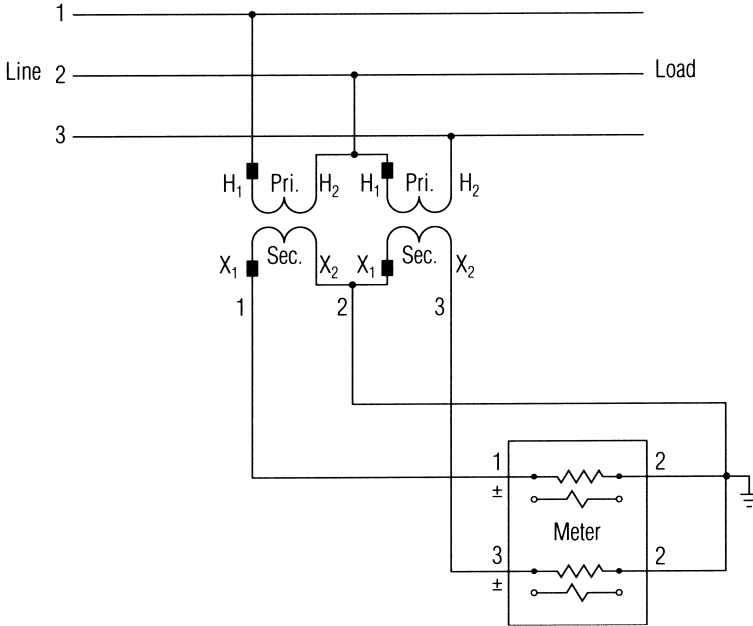 1
Line 2 Load
3
H₁ Pri. H₂ H₁ Pri. H₂
X₁ Sec. X₂ X₁ Sec. X₂
1 2 3
1 2
±
Meter
3 2
±